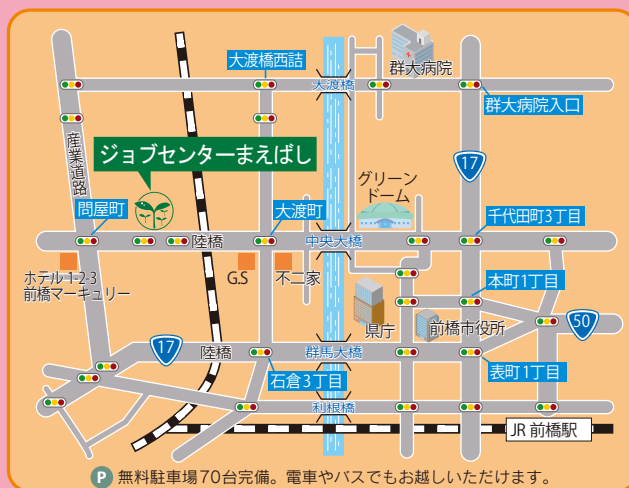 大渡橋西詰
群大病院
大渡橋
群大病院入口
産業道路
ジョブセンターまえばし
17
グリーン
ドーム
問屋町
大渡町
千代田町3丁目
陸橋
中央大橋
ホテル1-2-3
前橋マーキュリー
G.S
不二家
本町1丁目
県庁
前橋市役所
50
17
陸橋
群馬大橋
石倉3丁目
表町1丁目
利根橋
JR前橋駅
P 無料駐車場70台完備。電車やバスでもお越しいただけます。